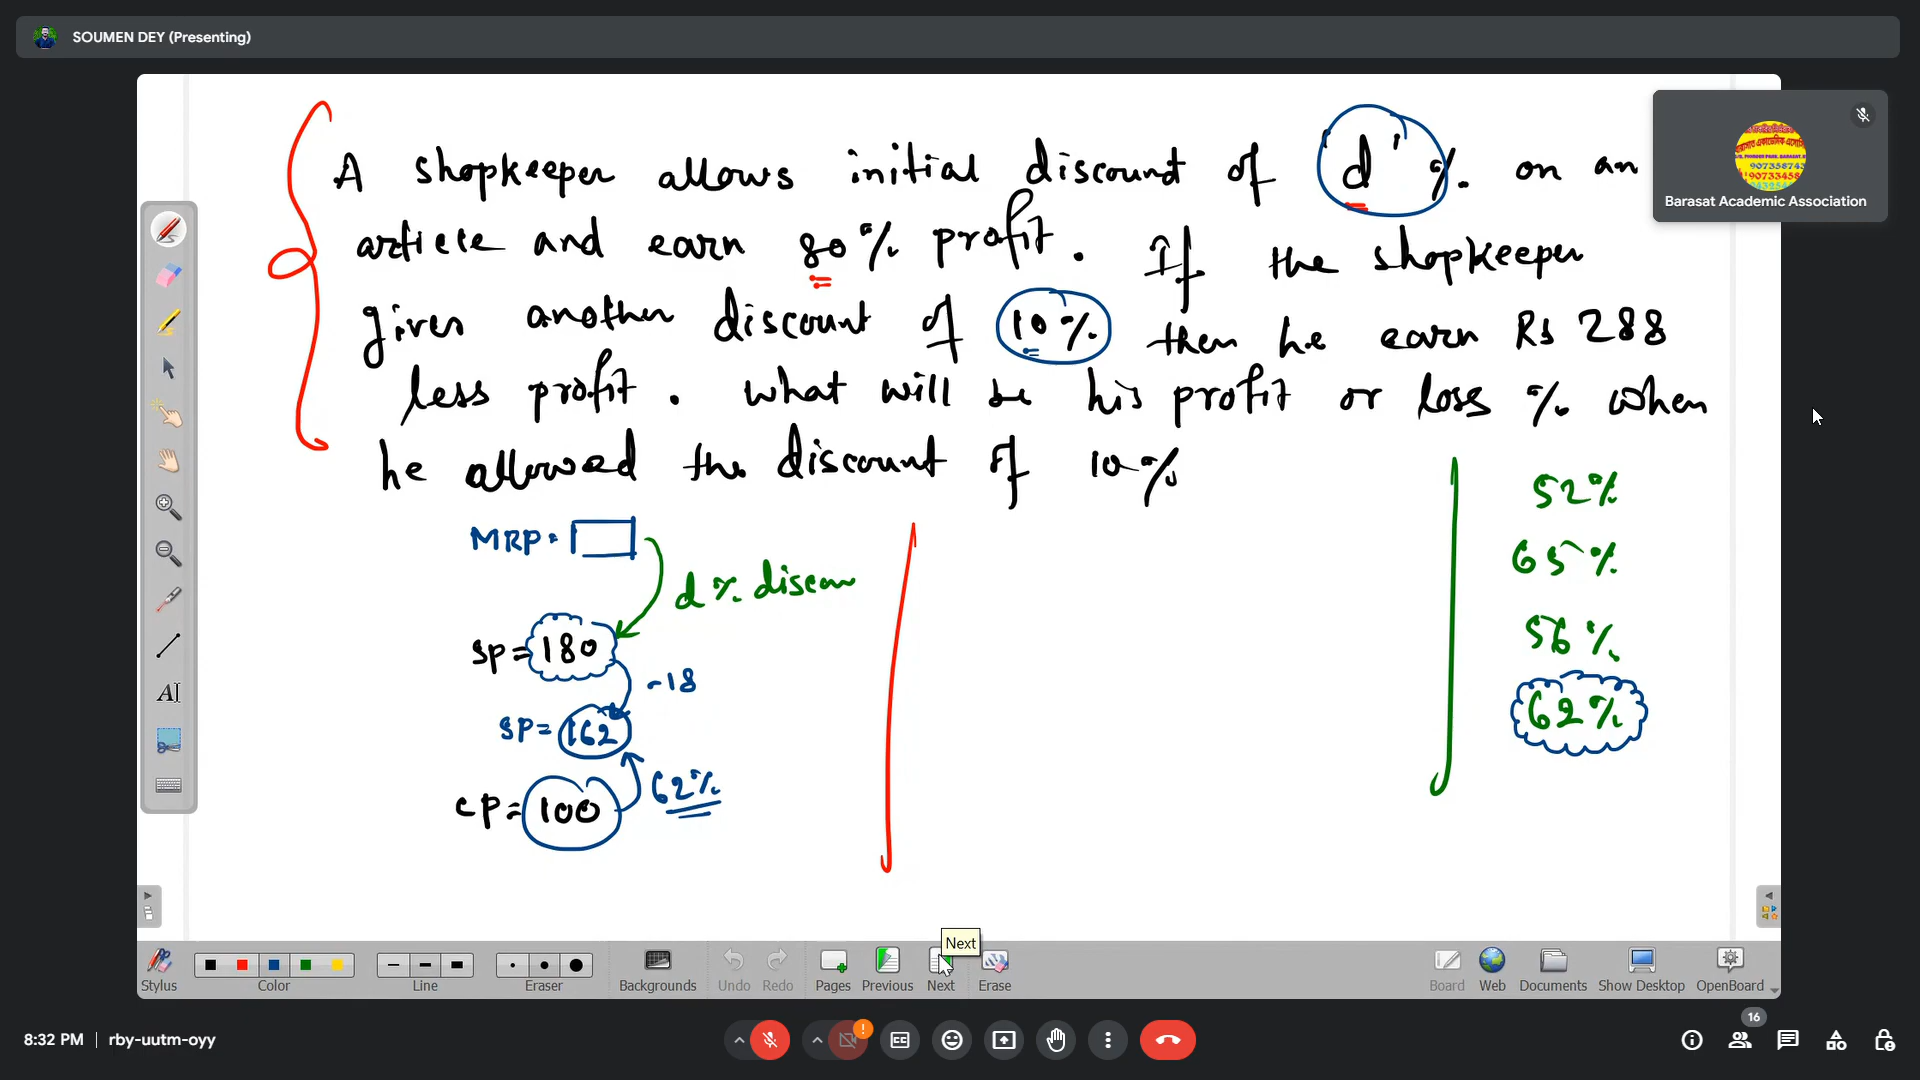 SOUMEN DEY (Presenting)
A shopkeeper allows initial discount of 'd' % on an
article and earn 80% profit. If the shopkeeper
gives another discount of 10% then he earn Rs 288
less profit. What will be his profit or loss % when
he allowed the discount of 10%
Barasat Academic Association
MRP =
d % discou
SP = 180
-18
SP = 162
CP = 100
62%
52%
65%
56%
62%
AI
Next
Stylus
Color
Line
Eraser
Backgrounds
Undo
Redo
Pages
Previous
Next
Erase
Board
Web
Documents
Show Desktop
OpenBoard
8:32 PM | rby-uutm-oyy
16